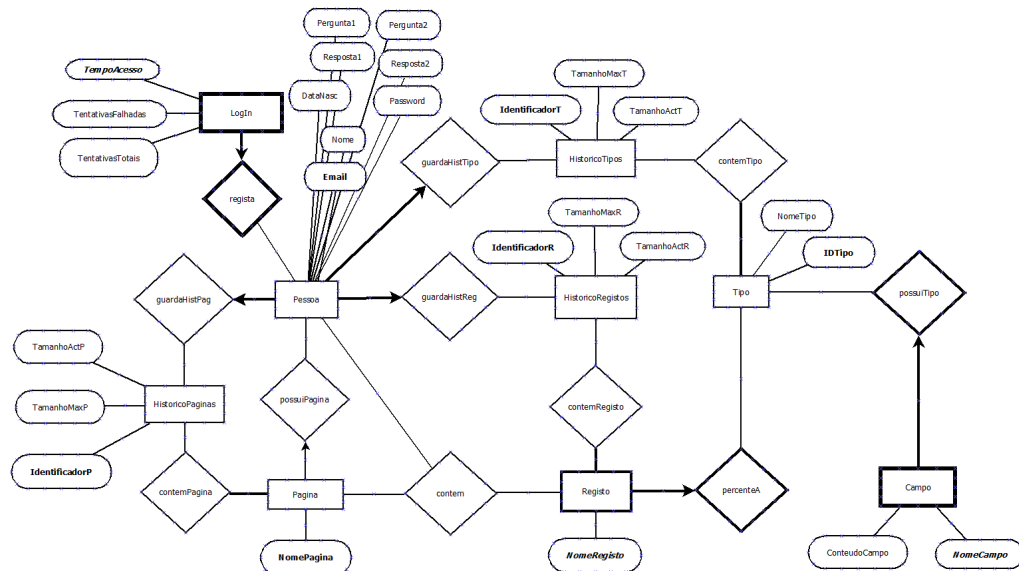 Pergunta1
Pergunta2
TempoAcesso
Resposta1
Resposta2
TamanhoMaxT
DataNasc
Password
IdentificadorT
TamanhoActT
TentativasFalhadas
LogIn
Nome
TentativasTotais
Email
guardaHistTipo
HistoricoTipos
contemTipo
regista
TamanhoMaxR
NomeTipo
IdentificadorR
TamanhoActR
IDTipo
guardaHistPag
Pessoa
guardaHistReg
HistoricoRegistos
Tipo
possuiTipo
TamanhoActP
TamanhoMaxP
HistoricoPaginas
possuiPagina
contemRegisto
IdentificadorP
contemPagina
Pagina
contem
Registo
percenteA
Campo
NomePagina
NomeRegisto
ConteudoCampo
NomeCampo